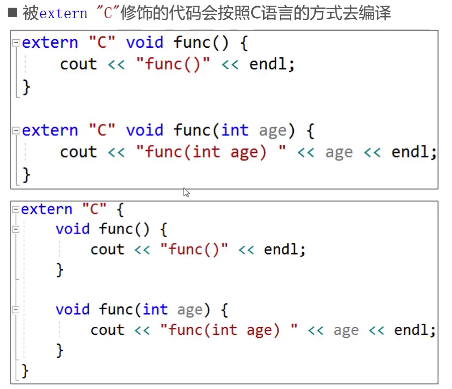 ■ 被extern "C"修饰的代码会按照C语言的方式去编译
extern "C" void func() {
    cout << "func()" << endl;
}
extern "C" void func(int age) {
    cout << "func(int age) " << age << endl;
}
extern "C" {
    void func() {
        cout << "func()" << endl;
    }
    void func(int age) {
        cout << "func(int age) " << age << endl;
    }
}